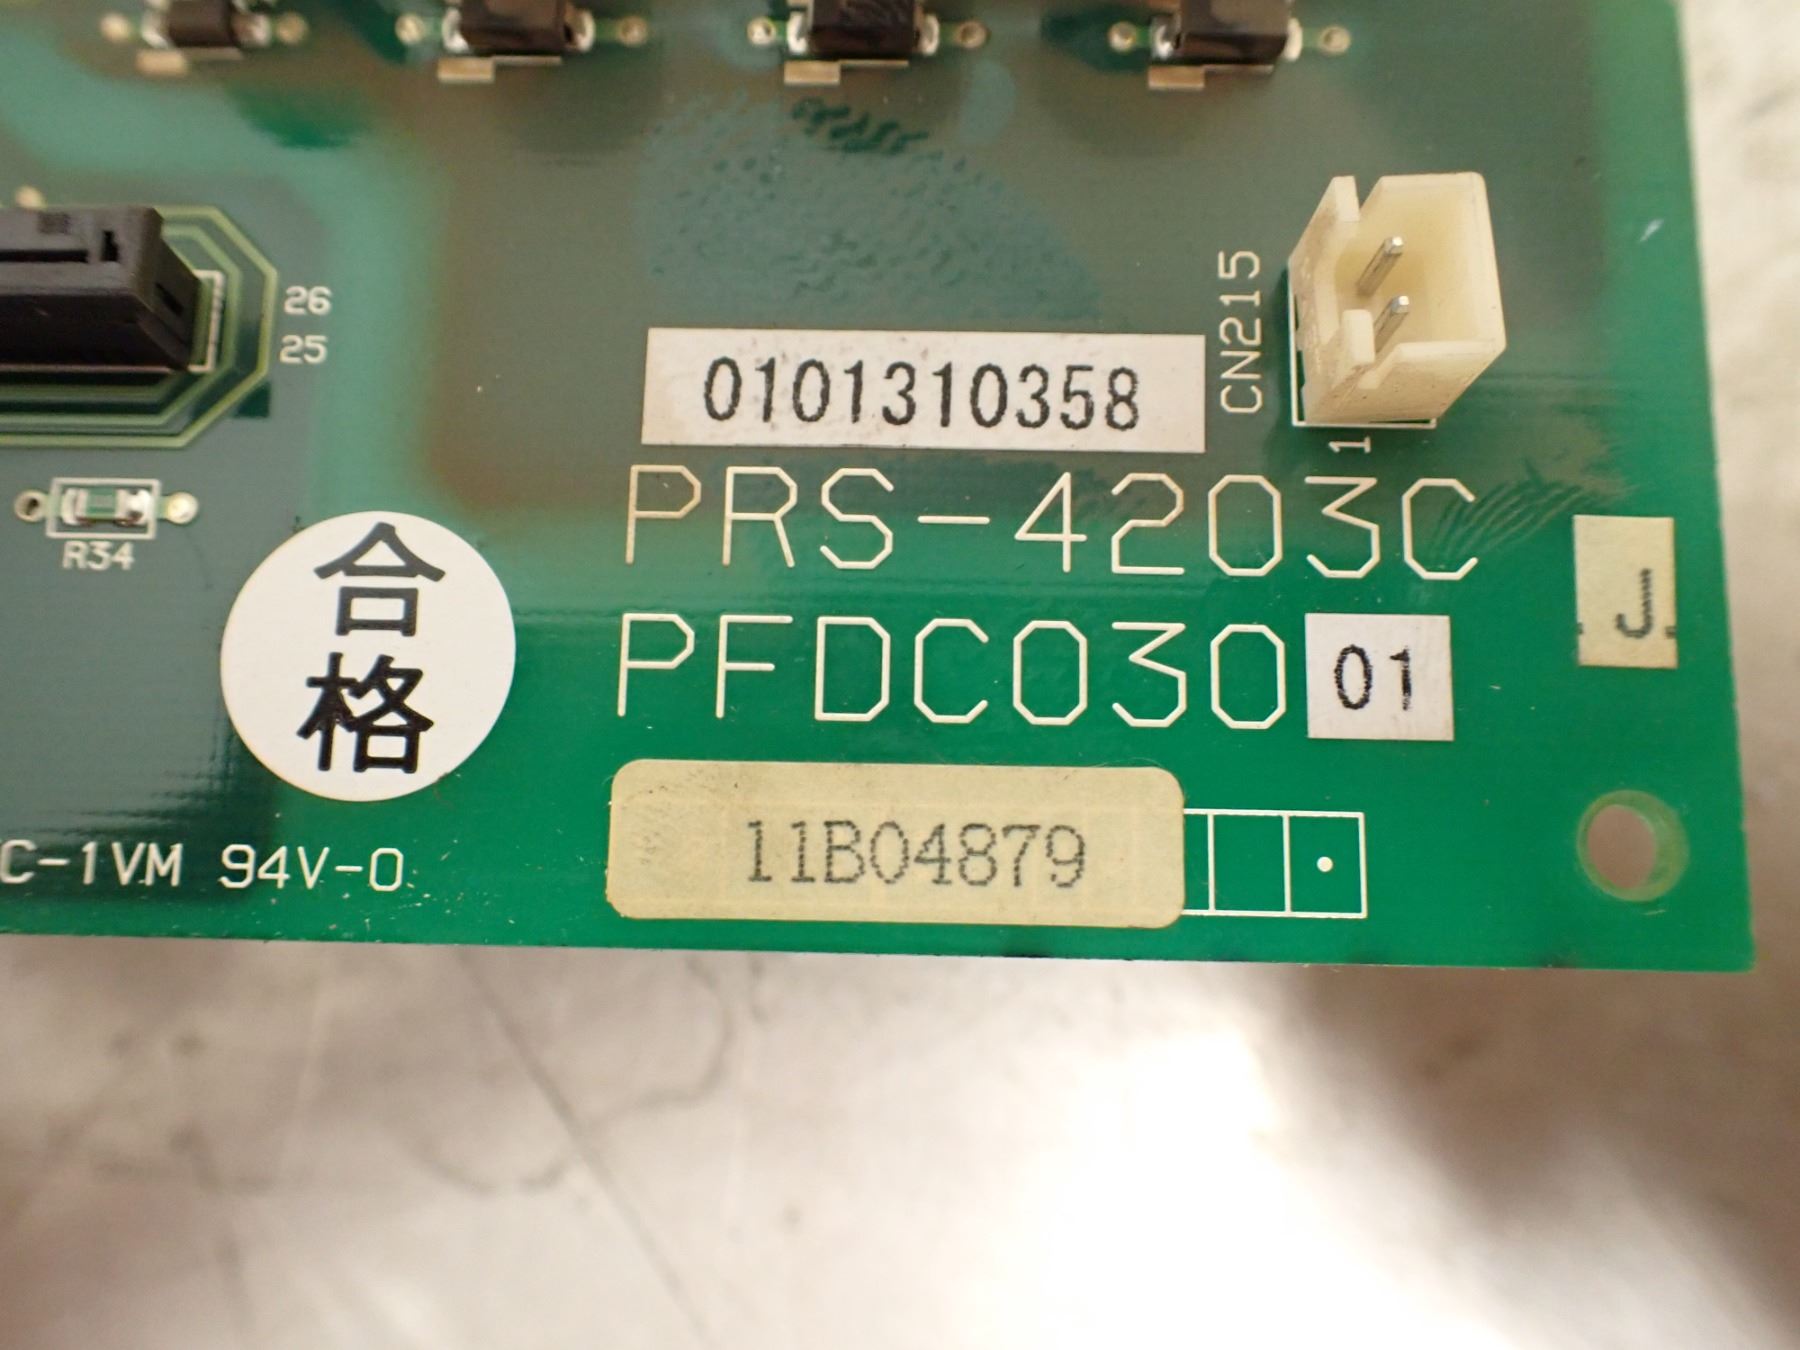 26
25
CN215
0101310358
1
PRS-4203C
R34
合格
PFDC030 01
11B04879
C-1VM 94V-0